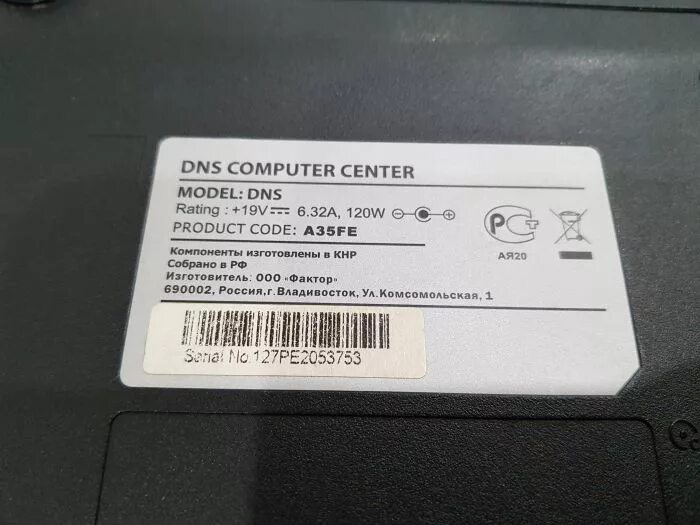 DNS COMPUTER CENTER
MODEL: DNS
Rating : +19V 6.32A, 120W
PRODUCT CODE: A35FE
РС+
АЯ20
Компоненты изготовлены в КНР
Собрано в РФ
Изготовитель: ООО «Фактор»
690002, Россия,г.Владивосток, Ул.Комсомольская, 1
Serial No.127PE2053753